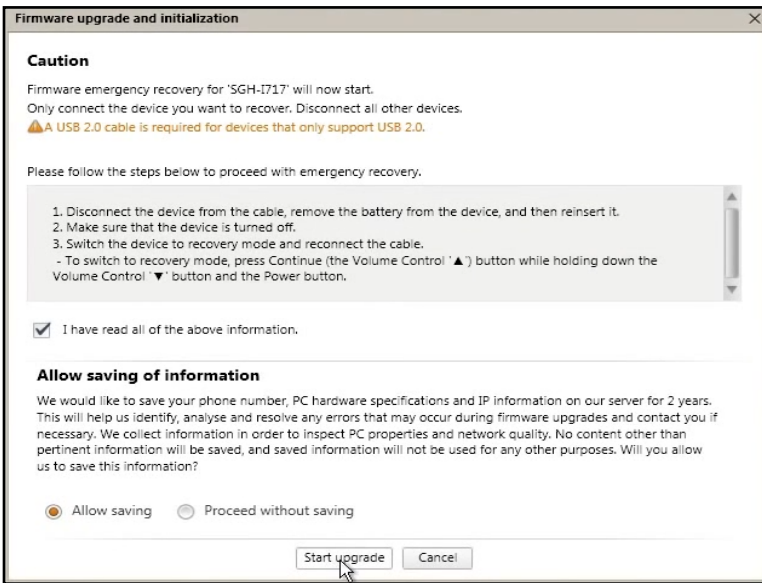 Firmware upgrade and initialization
Caution
Firmware emergency recovery for 'SGH-I717' will now start.
Only connect the device you want to recover. Disconnect all other devices.
A USB 2.0 cable is required for devices that only support USB 2.0.
Please follow the steps below to proceed with emergency recovery.
1. Disconnect the device from the cable, remove the battery from the device, and then reinsert it.
2. Make sure that the device is turned off.
3. Switch the device to recovery mode and reconnect the cable.
- To switch to recovery mode, press Continue (the Volume Control '▲') button while holding down the
Volume Control '▼' button and the Power button.
I have read all of the above information.
Allow saving of information
We would like to save your phone number, PC hardware specifications and IP information on our server for 2 years.
This will help us identify, analyse and resolve any errors that may occur during firmware upgrades and contact you if
necessary. We collect information in order to inspect PC properties and network quality. No content other than
pertinent information will be saved, and saved information will not be used for any other purposes. Will you allow
us to save this information?
Allow saving Proceed without saving
Start upgrade Cancel